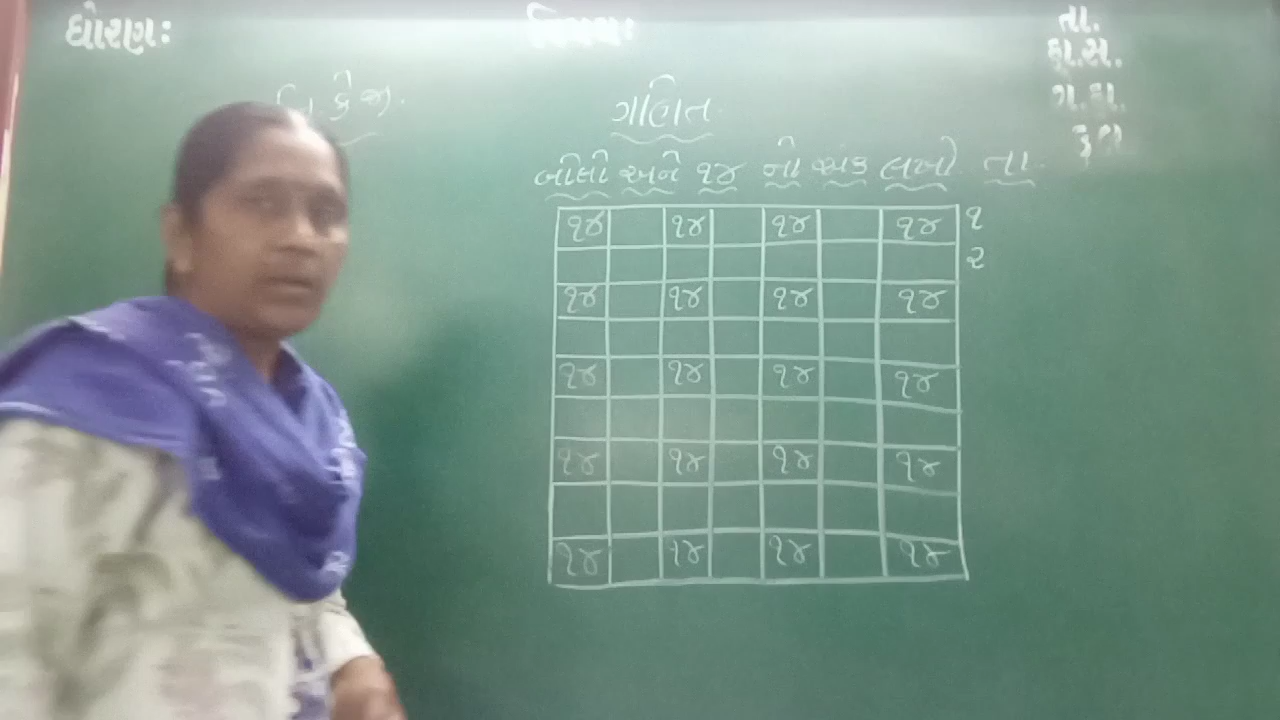 ધોરણઃ
તા.
ફા.સ.
ગે.હા.
કુલ
કેજી.
ગણિત
બોલો અને ૧૪ નો અંક લખો તા.
૧૪ ૧૪ ૧૪ ૧૪ ૧
૨
૧૪ ૧૪ ૧૪ ૧૪
૧૪ ૧૪ ૧૪ ૧૪
૧૪ ૧૪ ૧૪ ૧૪
૧૪ ૧૪ ૧૪ ૧૪